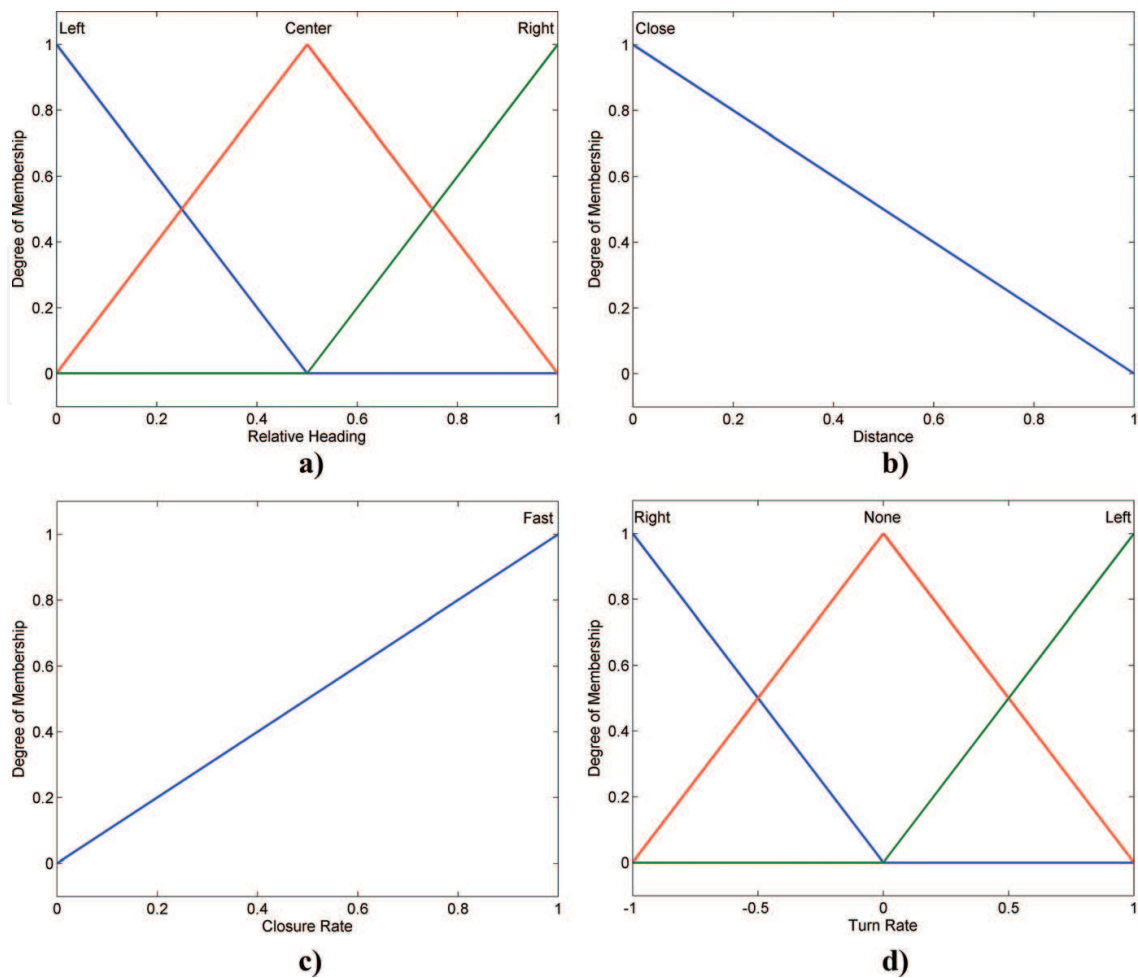 Left Center Right
1
0.8
0.6
0.4
0.2
0
Degree of Membership
0 0.2 0.4 0.6 0.8 1
Relative Heading
a)
Close
1
0.8
0.6
0.4
0.2
0
Degree of Membership
0 0.2 0.4 0.6 0.8 1
Distance
b)
Fast
1
0.8
0.6
0.4
0.2
0
Degree of Membership
0 0.2 0.4 0.6 0.8 1
Closure Rate
c)
Right None Left
1
0.8
0.6
0.4
0.2
0
Degree of Membership
-1 -0.5 0 0.5 1
Turn Rate
d)